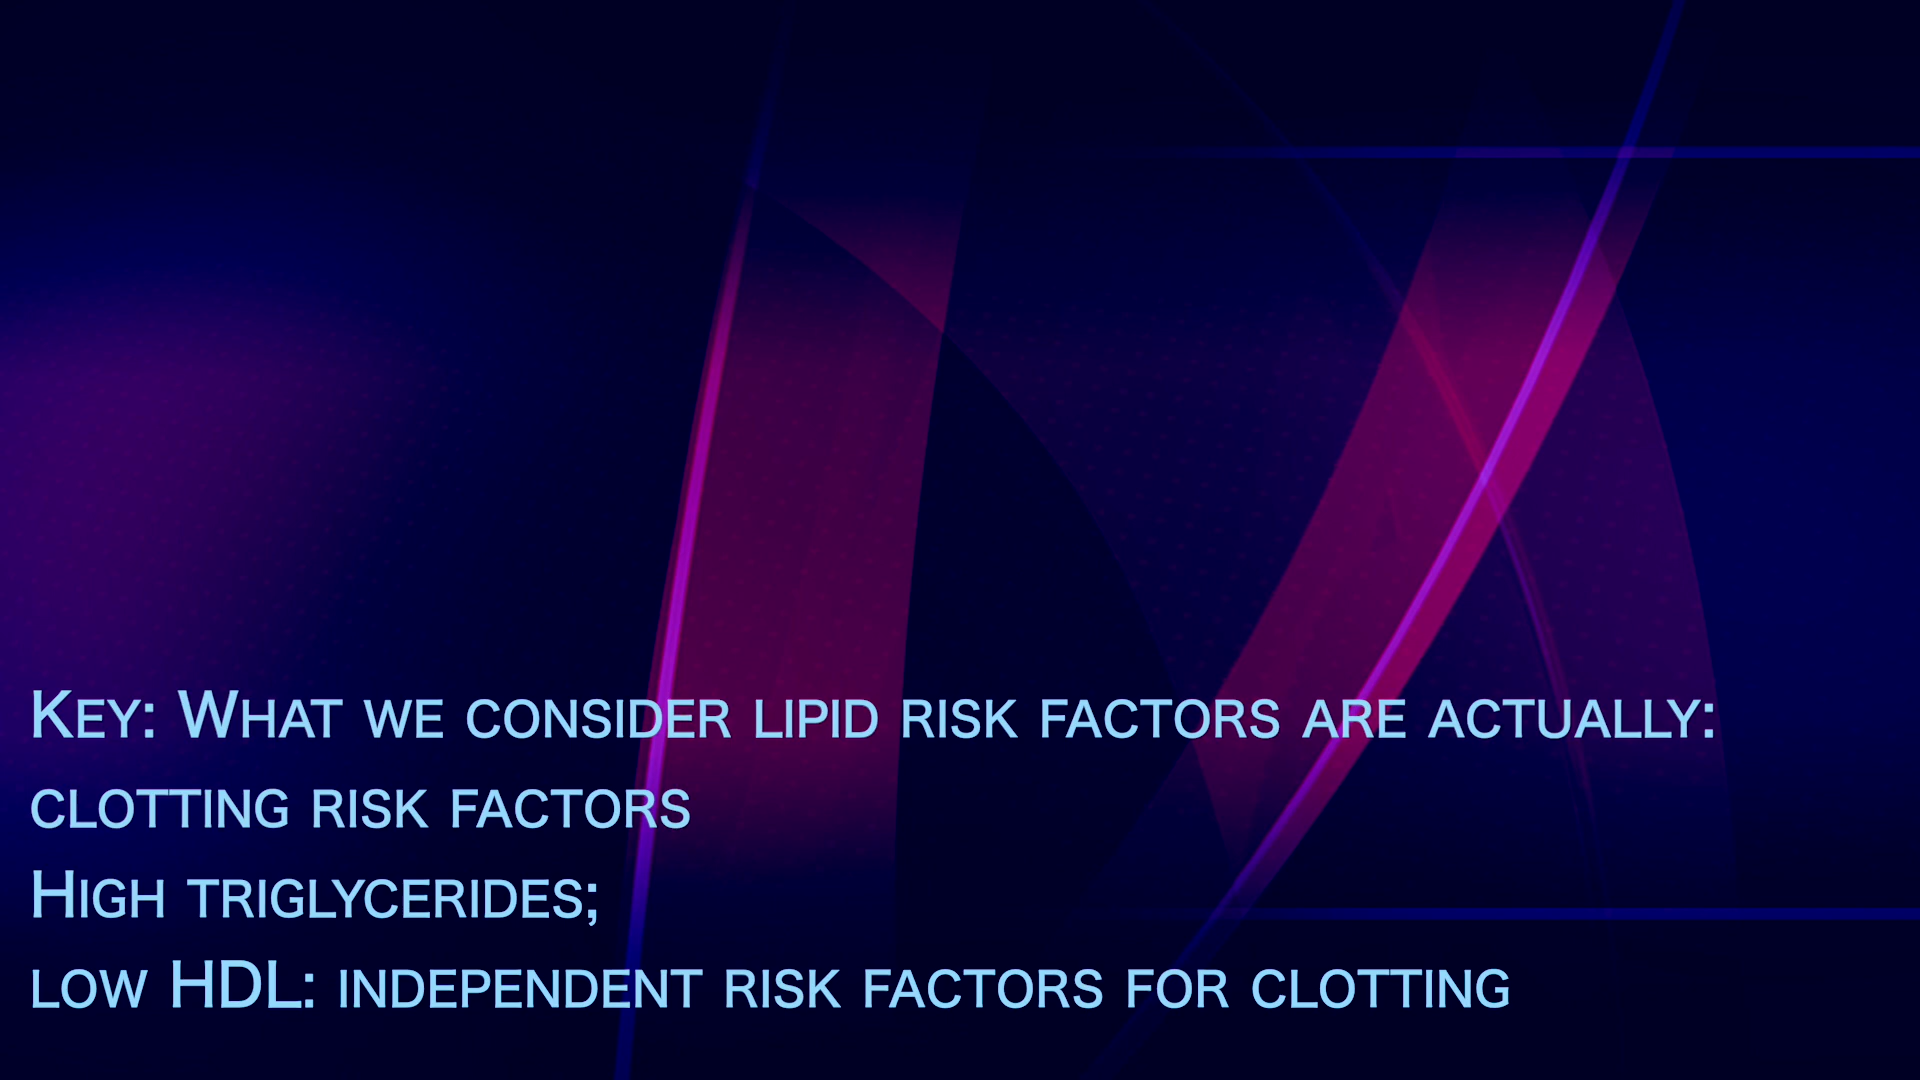 Key: What we consider lipid risk factors are actually:
clotting risk factors
High triglycerides;
low HDL: independent risk factors for clotting